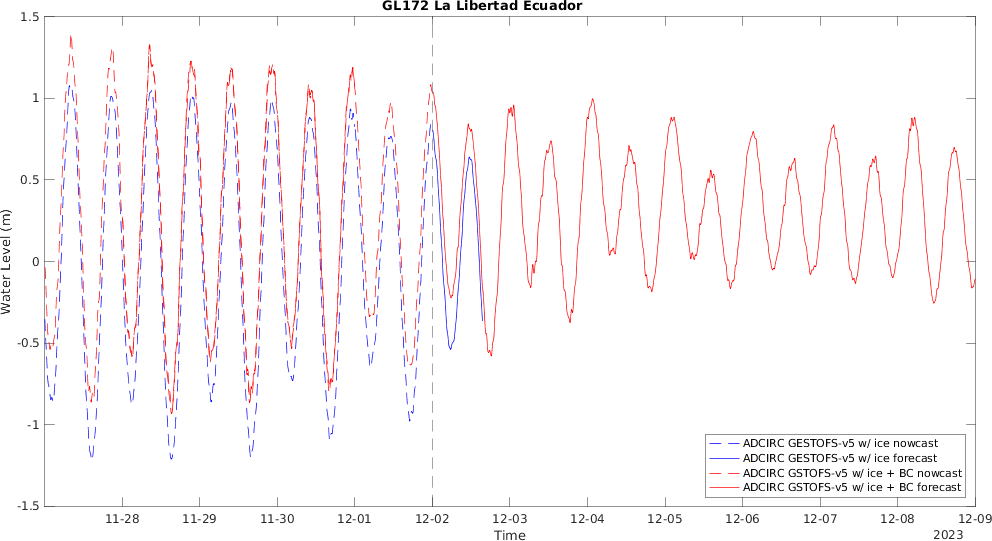 GL172 La Libertad Ecuador
1.5
1
0.5
0
-0.5
-1
-1.5
Water Level (m)
ADCIRC GESTOFS-v5 w/ ice nowcast
ADCIRC GESTOFS-v5 w/ ice forecast
ADCIRC GSTOFS-v5 w/ ice + BC nowcast
ADCIRC GSTOFS-v5 w/ ice + BC forecast
11-28 11-29 11-30 12-01 12-02 12-03 12-04 12-05 12-06 12-07 12-08 12-09
Time
2023